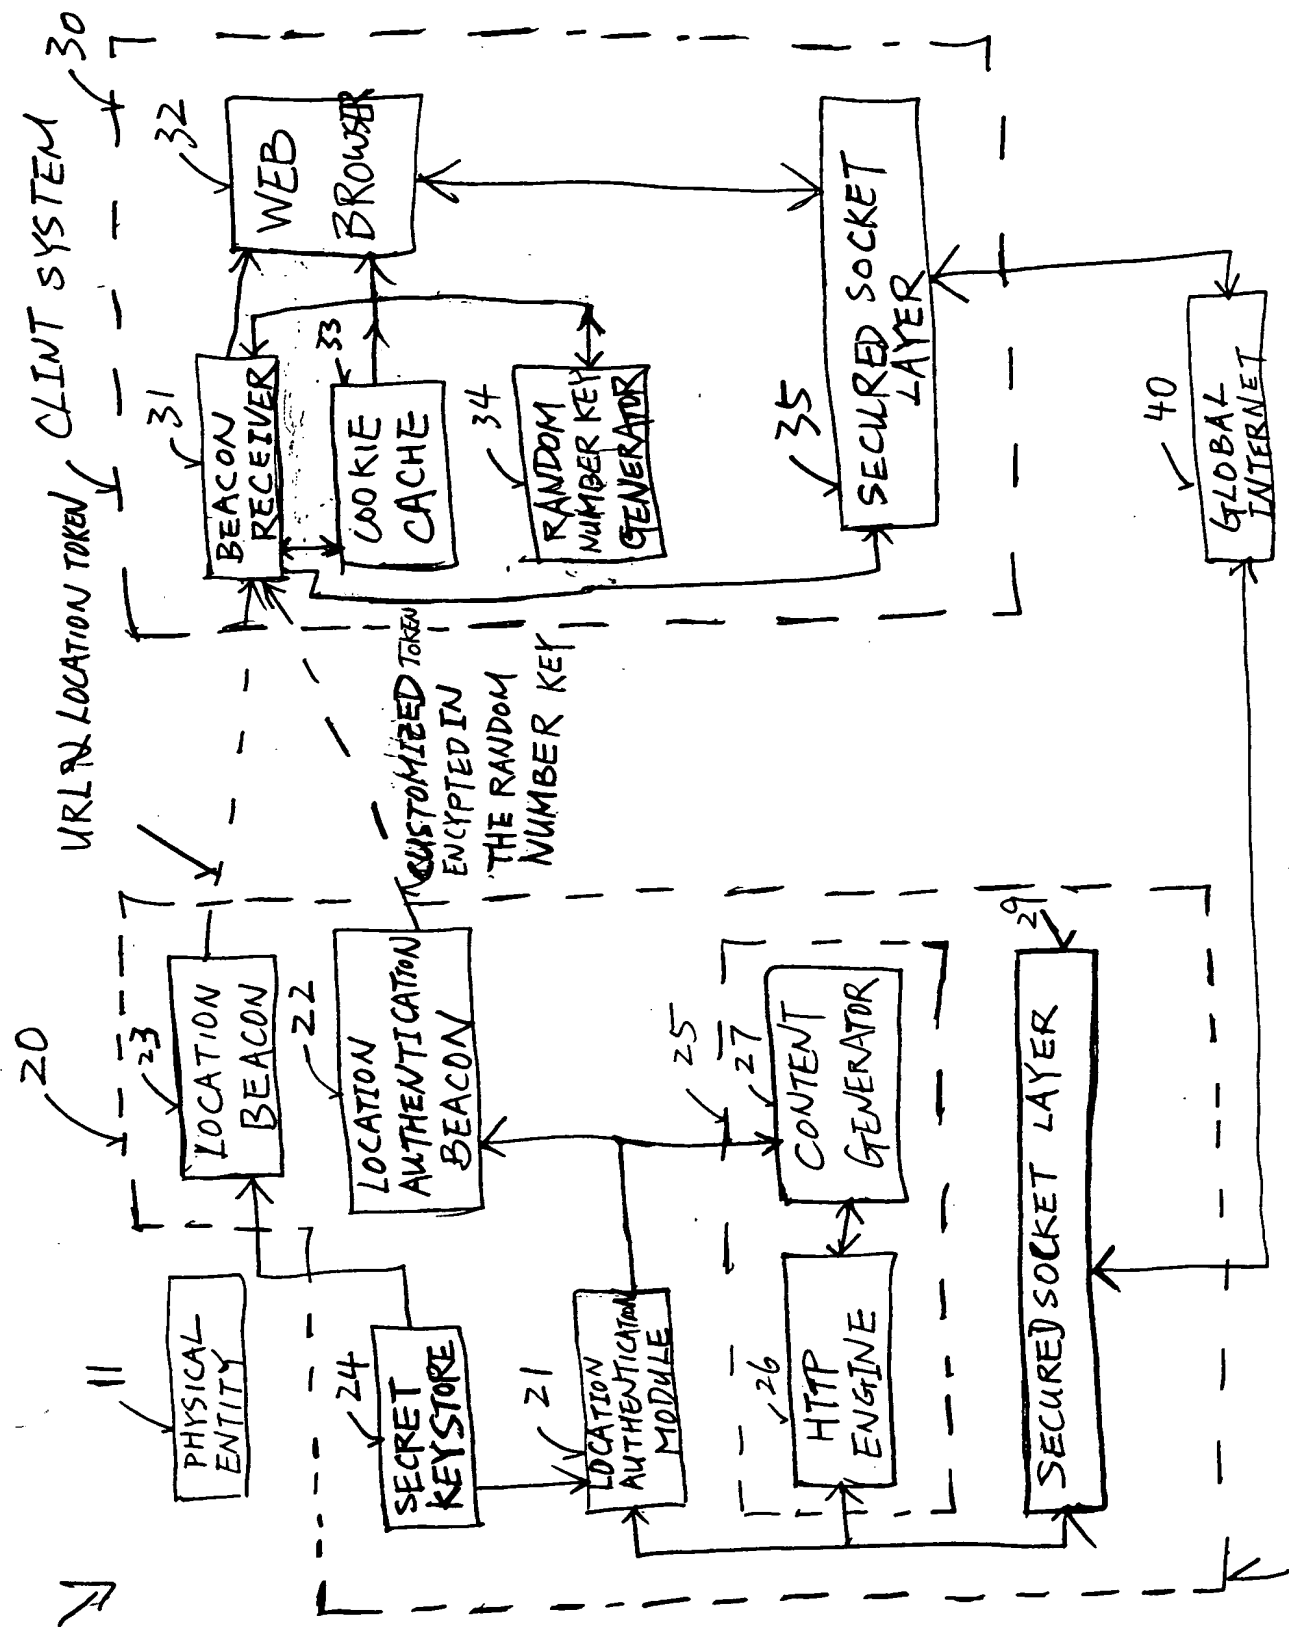 11
PHYSICAL
ENTITY
20
23
LOCATION
BEACON
URL N LOCATION TOKEN
CLINT SYSTEM
30
31
BEACON
RECEIVER
32
WEB
BROWSER
24
SECRET
KEYSTORE
22
LOCATION
AUTHENTICATION
BEACON
CUSTOMIZED TOKEN
ENCYPTED IN
THE RANDOM
NUMBER KEY
33
COOKIE
CACHE
21
LOCATION
AUTHENTICATION
MODULE
34
RANDOM
NUMBER KEY
GENERATOR
25
26
HTTP
ENGINE
27
CONTENT
GENERATOR
35
SECURED SOCKET
LAYER
29
SECURED SOCKET LAYER
40
GLOBAL
INTERNET